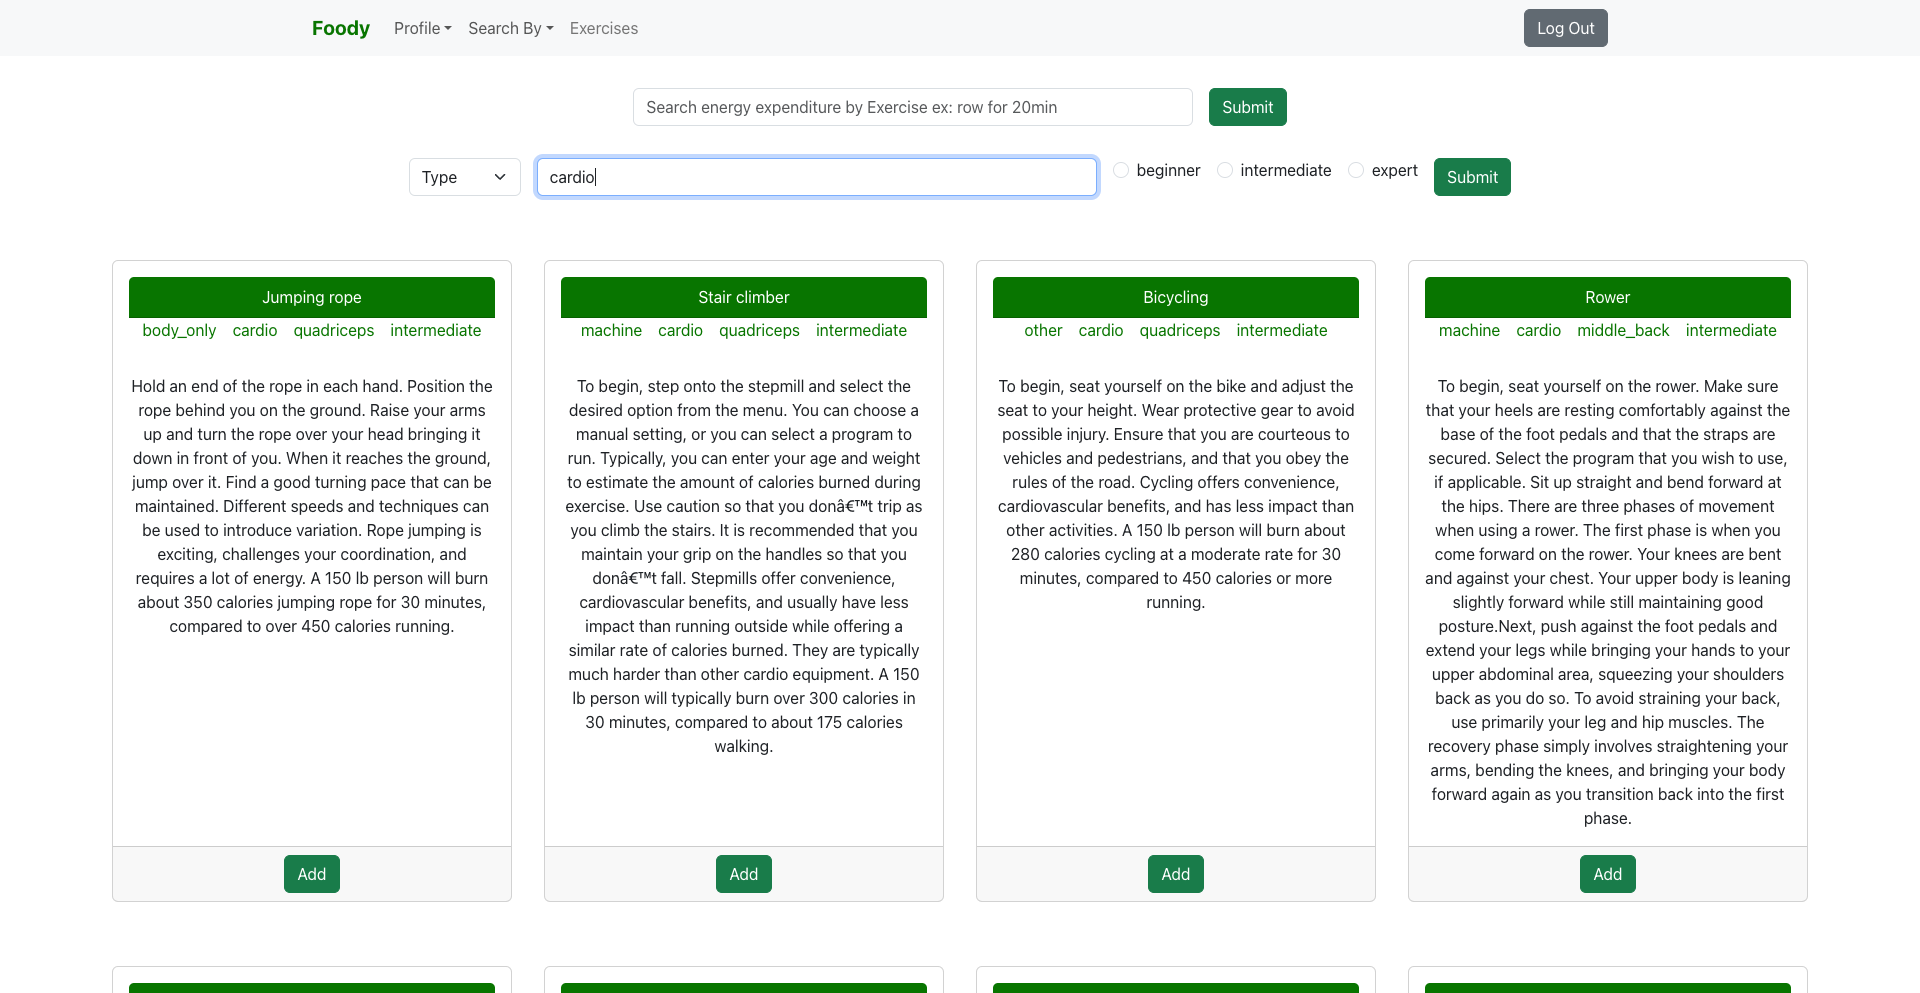 Foody Profile Search By Exercises Log Out
Search energy expenditure by Exercise ex: row for 20min Submit
Type cardio beginner intermediate expert Submit
Jumping rope
body_only cardio quadriceps intermediate
Hold an end of the rope in each hand. Position the
rope behind you on the ground. Raise your arms
up and turn the rope over your head bringing it
down in front of you. When it reaches the ground,
jump over it. Find a good turning pace that can be
maintained. Different speeds and techniques can
be used to introduce variation. Rope jumping is
exciting, challenges your coordination, and
requires a lot of energy. A 150 lb person will burn
about 350 calories jumping rope for 30 minutes,
compared to over 450 calories running.
Add
Stair climber
machine cardio quadriceps intermediate
To begin, step onto the stepmill and select the
desired option from the menu. You can choose a
manual setting, or you can select a program to
run. Typically, you can enter your age and weight
to estimate the amount of calories burned during
exercise. Use caution so that you donâ€™t trip as
you climb the stairs. It is recommended that you
maintain your grip on the handles so that you
donâ€™t fall. Stepmills offer convenience,
cardiovascular benefits, and usually have less
impact than running outside while offering a
similar rate of calories burned. They are typically
much harder than other cardio equipment. A 150
lb person will typically burn over 300 calories in
30 minutes, compared to about 175 calories
walking.
Add
Bicycling
other cardio quadriceps intermediate
To begin, seat yourself on the bike and adjust the
seat to your height. Wear protective gear to avoid
possible injury. Ensure that you are courteous to
vehicles and pedestrians, and that you obey the
rules of the road. Cycling offers convenience,
cardiovascular benefits, and has less impact than
other activities. A 150 lb person will burn about
280 calories cycling at a moderate rate for 30
minutes, compared to 450 calories or more
running.
Add
Rower
machine cardio middle_back intermediate
To begin, seat yourself on the rower. Make sure
that your heels are resting comfortably against the
base of the foot pedals and that the straps are
secured. Select the program that you wish to use,
if applicable. Sit up straight and bend forward at
the hips. There are three phases of movement
when using a rower. The first phase is when you
come forward on the rower. Your knees are bent
and against your chest. Your upper body is leaning
slightly forward while still maintaining good
posture.Next, push against the foot pedals and
extend your legs while bringing your hands to your
upper abdominal area, squeezing your shoulders
back as you do so. To avoid straining your back,
use primarily your leg and hip muscles. The
recovery phase simply involves straightening your
arms, bending the knees, and bringing your body
forward again as you transition back into the first
phase.
Add